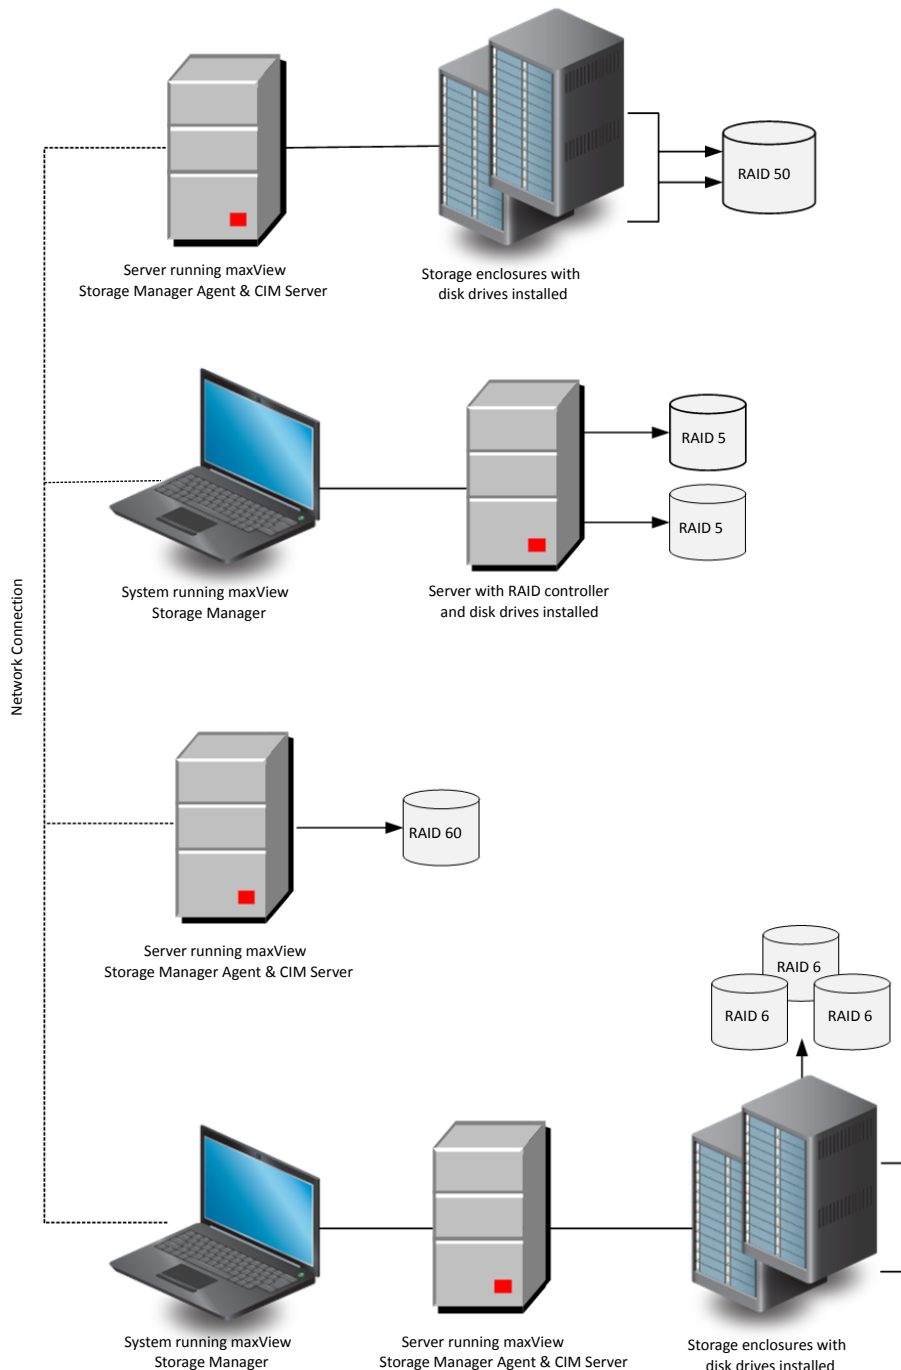 RAID 50
Server running maxView
Storage Manager Agent & CIM Server
Storage enclosures with
disk drives installed
RAID 5
RAID 5
System running maxView
Storage Manager
Server with RAID controller
and disk drives installed
Network Connection
RAID 60
Server running maxView
Storage Manager Agent & CIM Server
RAID 6
RAID 6
RAID 6
System running maxView
Storage Manager
Server running maxView
Storage Manager Agent & CIM Server
Storage enclosures with
disk drives installed